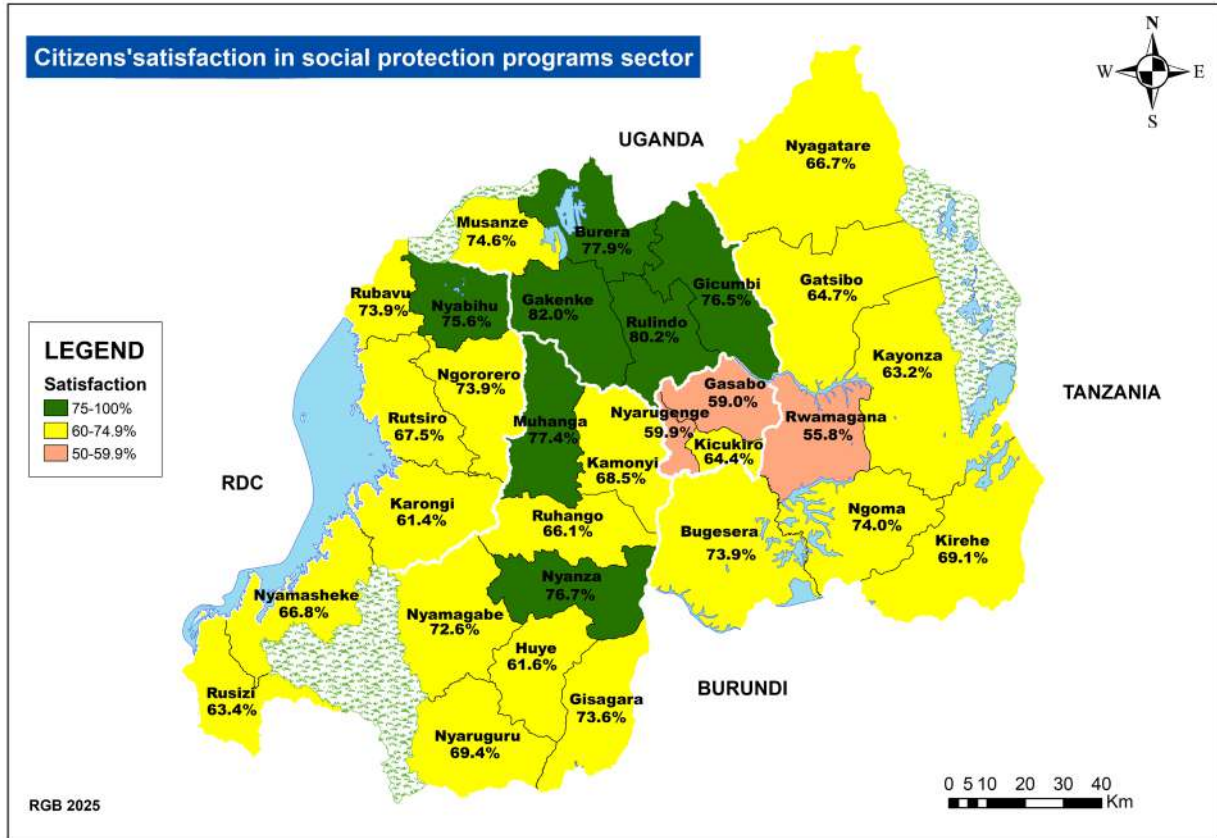 Citizens'satisfaction in social protection programs sector
N
W
E
S
UGANDA
Nyagatare
66.7%
Musanze
74.6%
Burera
77.9%
Gicumbi
76.5%
Gatsibo
64.7%
Rubavu
73.9%
Nyabihu
75.6%
Gakenke
82.0%
Rulindo
80.2%
Kayonza
63.2%
TANZANIA
LEGEND
Satisfaction
75-100%
60-74.9%
50-59.9%
Ngororero
73.9%
Rutsiro
67.5%
Muhanga
77.4%
Nyarugenge
59.9%
Gasabo
59.0%
Kicukiro
64.4%
Rwamagana
55.8%
Kamonyi
68.5%
RDC
Karongi
61.4%
Ruhango
66.1%
Bugesera
73.9%
Ngoma
74.0%
Kirehe
69.1%
Nyanza
76.7%
Nyamasheke
66.8%
Nyamagabe
72.6%
Huye
61.6%
Rusizi
63.4%
Gisagara
73.6%
BURUNDI
Nyaruguru
69.4%
0 5 10 20 30 40
Km
RGB 2025